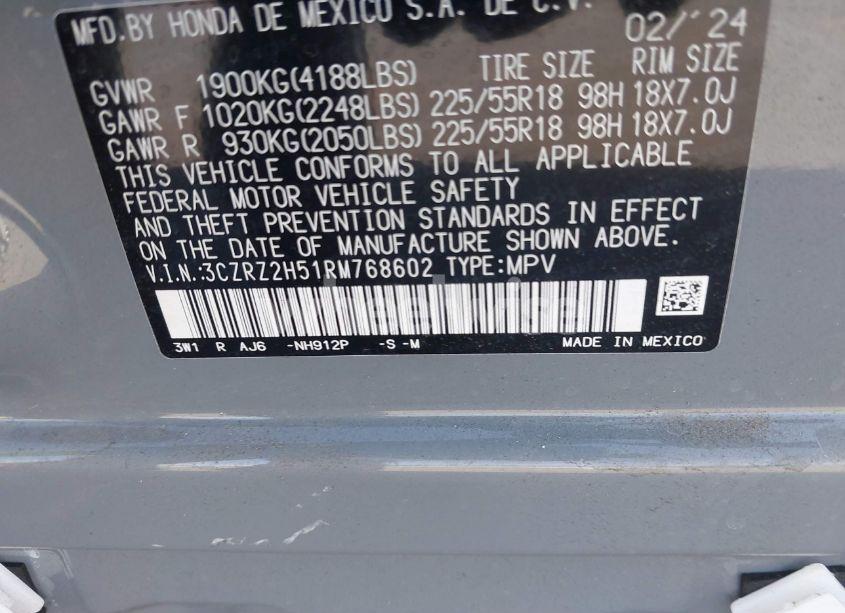 MFD.BY HONDA DE MEXICO S.A. DE C.V. 02/'24
TIRE SIZE RIM SIZE
GVWR 1900KG(4188LBS)
GAWR F 1020KG(2248LBS) 225/55R18 98H 18X7.0J
GAWR R 930KG(2050LBS) 225/55R18 98H 18X7.0J
THIS VEHICLE CONFORMS TO ALL APPLICABLE
FEDERAL MOTOR VEHICLE SAFETY
AND THEFT PREVENTION STANDARDS IN EFFECT
ON THE DATE OF MANUFACTURE SHOWN ABOVE.
V.I.N.:3CZRZ2H51RM768602 TYPE:MPV
3W1 R AJ6 -NH912P -S -M MADE IN MEXICO